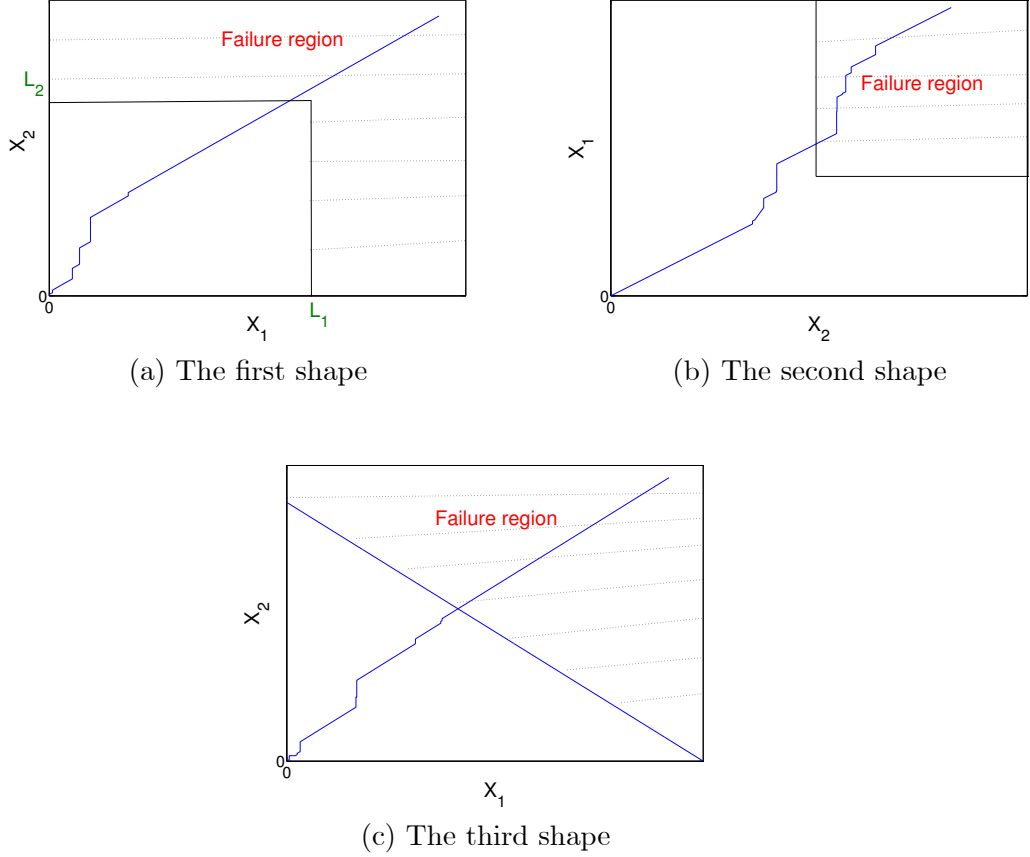 Failure region
L2
X2
0
0
X1
L1
(a) The first shape
Failure region
X1
0
0
X2
(b) The second shape
Failure region
X2
0
0
X1
(c) The third shape